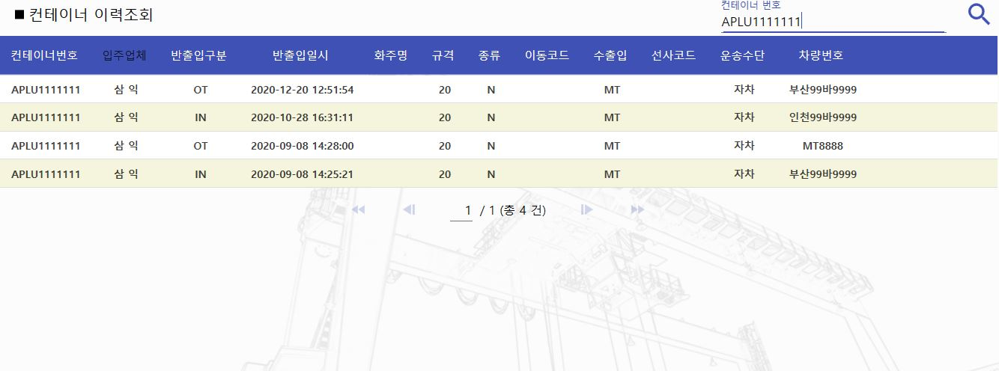 ■ 컨테이너 이력조회
컨테이너 번호
APLU1111111
컨테이너번호 입주업체 반출입구분 반출입일시 화주명 규격 종류 이동코드 수출입 선사코드 운송수단 차량번호
APLU1111111 삼 익 OT 2020-12-20 12:51:54 20 N MT 자차 부산99바9999
APLU1111111 삼 익 IN 2020-10-28 16:31:11 20 N MT 자차 인천99바9999
APLU1111111 삼 익 OT 2020-09-08 14:28:00 20 N MT 자차 MT8888
APLU1111111 삼 익 IN 2020-09-08 14:25:21 20 N MT 자차 부산99바9999
1 / 1 (총 4 건)